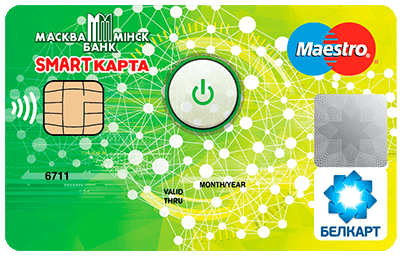 МАСКВА МІНСК
БАНК
SMART КАРТА
Maestro
6711
MONTH/YEAR
VALID
THRU
БЕЛКАРТ